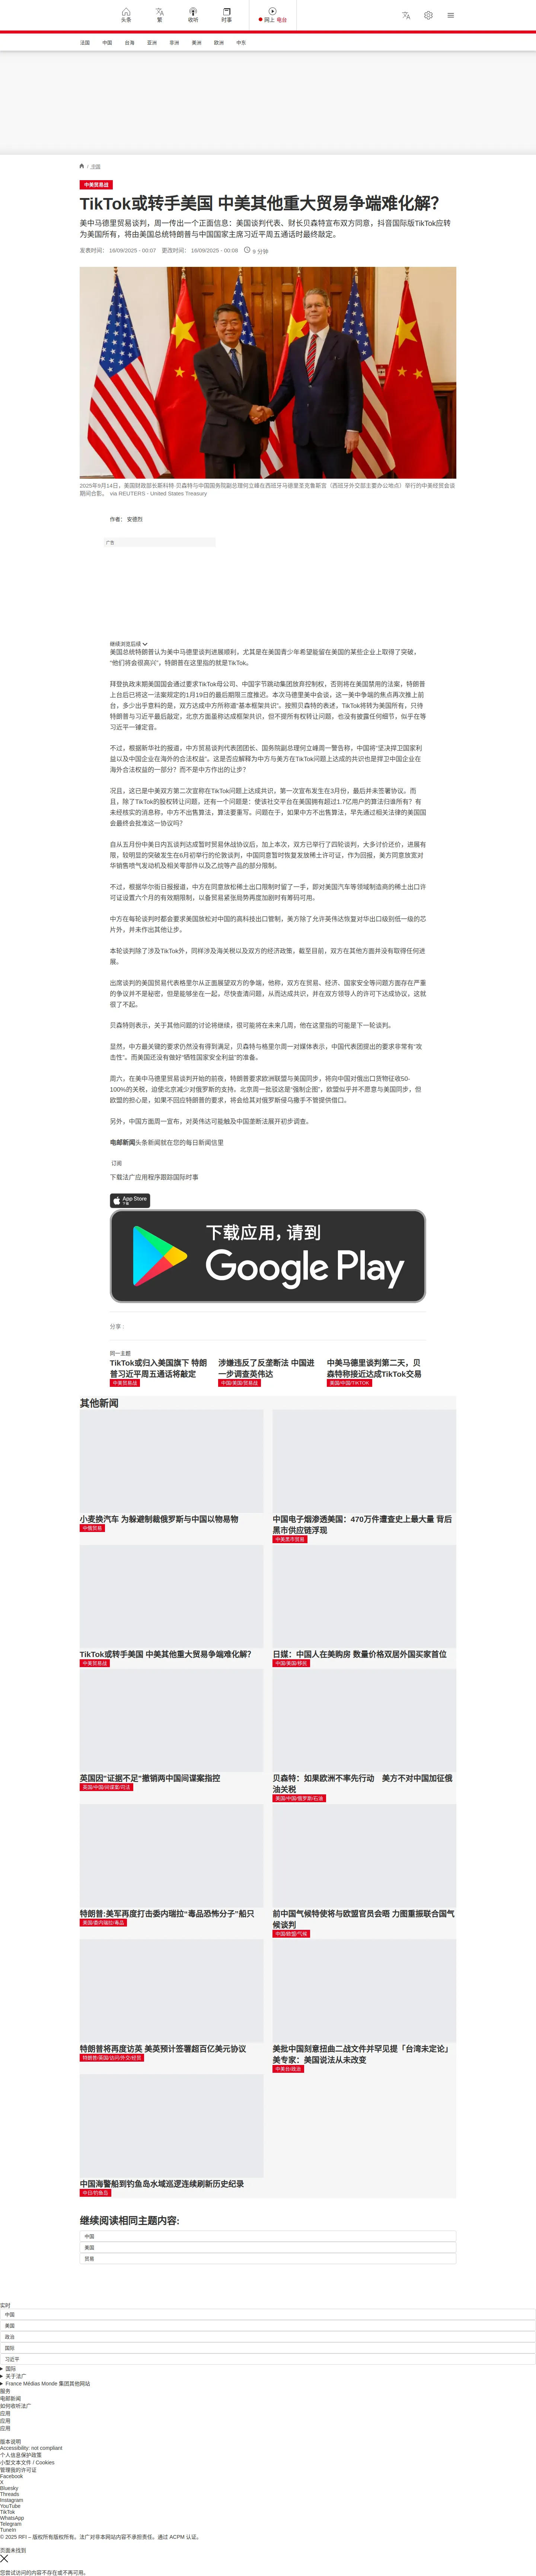 头条
繁
收听
时事
网上 电台
法国
中国
台海
亚洲
非洲
美洲
欧洲
中东
/ 中国
中美贸易战
TikTok或转手美国 中美其他重大贸易争端难化解？
美中马德里贸易谈判，周一传出一个正面信息：美国谈判代表、财长贝森特宣布双方同意，抖音国际版TikTok应转
为美国所有，将由美国总统特朗普与中国国家主席习近平周五通话时最终敲定。
发表时间： 16/09/2025 - 00:07 更改时间： 16/09/2025 - 00:08 9 分钟
2025年9月14日，美国财政部长斯科特·贝森特与中国国务院副总理何立峰在西班牙马德里圣克鲁斯宫（西班牙外交部主要办公地点）举行的中美经贸会谈
期间合影。 via REUTERS - United States Treasury
作者： 安德烈
广告
继续浏览后续
美国总统特朗普认为美中马德里谈判进展顺利，尤其是在美国青少年希望能留在美国的某些企业上取得了突破，
“他们将会很高兴”，特朗普在这里指的就是TikTok。
拜登执政末期美国国会通过要求TikTok母公司、中国字节跳动集团放弃控制权，否则将在美国禁用的法案，特朗普
上台后已将这一法案规定的1月19日的最后期限三度推迟。本次马德里美中会谈，这一美中争端的焦点再次推上前
台，多少出乎意料的是，双方达成中方所称谓“基本框架共识”。按照贝森特的表述，TikTok将转为美国所有，只待
特朗普与习近平最后敲定，北京方面虽称达成框架共识，但不提所有权转让问题，也没有披露任何细节，似乎在等
习近平一锤定音。
不过，根据新华社的报道，中方贸易谈判代表团团长、国务院副总理何立峰周一警告称，中国将“坚决捍卫国家利
益以及中国企业在海外的合法权益”。这是否应解释为中方与美方在TikTok问题上达成的共识也是捍卫中国企业在
海外合法权益的一部分？而不是中方作出的让步？
况且，这已是中美双方第二次宣称在TikTok问题上达成共识，第一次宣布发生在3月份，最后并未签署协议。而
且，除了TikTok的股权转让问题，还有一个问题是：使该社交平台在美国拥有超过1.7亿用户的算法归谁所有？有
未经核实的消息称，中方不出售算法，算法要重写。问题在于，如果中方不出售算法，早先通过相关法律的美国国
会最终会批准这一协议吗？
自从五月份中美日内瓦谈判达成暂时贸易休战协议后，加上本次，双方已举行了四轮谈判，大多讨价还价，进展有
限，较明显的突破发生在6月初举行的伦敦谈判，中国同意暂时恢复发放稀土许可证，作为回报，美方同意放宽对
华销售喷气发动机及相关零部件以及乙烷等产品的部分限制。
不过，根据华尔街日报报道，中方在同意放松稀土出口限制时留了一手，即对美国汽车等领域制造商的稀土出口许
可证设置六个月的有效期限制，以备贸易紧张局势再度加剧时有筹码可用。
中方在每轮谈判时都会要求美国放松对中国的高科技出口管制，美方除了允许英伟达恢复对华出口级别低一级的芯
片外，并未作出其他让步。
本轮谈判除了涉及TikTok外，同样涉及海关税以及双方的经济政策，截至目前，双方在其他方面并没有取得任何进
展。
出席谈判的美国贸易代表格里尔从正面展望双方的争端，他称，双方在贸易、经济、国家安全等问题方面存在严重
的争议并不是秘密，但是能够坐在一起，尽快查清问题，从而达成共识，并在双方领导人的许可下达成协议，这就
很了不起。
贝森特则表示，关于其他问题的讨论将继续，很可能将在未来几周，他在这里指的可能是下一轮谈判。
显然，中方最关键的要求仍然没有得到满足，贝森特与格里尔周一对媒体表示，中国代表团提出的要求非常有“攻
击性”。而美国还没有做好“牺牲国家安全利益”的准备。
周六，在美中马德里贸易谈判开始的前夜，特朗普要求欧洲联盟与美国同步，将向中国对俄出口货物征收50-
100%的关税，迫使北京减少对俄罗斯的支持。北京周一批驳这是“强制企图”，欧盟似乎并不愿意与美国同步，但
欧盟的担心是，如果不回应特朗普的要求，将会给其对俄罗斯侵乌撒手不管提供借口。
另外，中国方面周一宣布，对英伟达可能触及中国垄断法展开初步调查。
电邮新闻头条新闻就在您的每日新闻信里
订阅
下载法广应用程序跟踪国际时事
App Store
下载
下载应用，请到
Google Play
分享 :
同一主题
TikTok或归入美国旗下 特朗
普习近平周五通话将敲定
中美贸易战
涉嫌违反了反垄断法 中国进
一步调查英伟达
中国/美国/贸易战
中美马德里谈判第二天，贝
森特称接近达成TikTok交易
美国/中国/TIKTOK
其他新闻
小麦换汽车 为躲避制裁俄罗斯与中国以物易物
中俄贸易
中国电子烟渗透美国：470万件遭查史上最大量 背后
黑市供应链浮现
中美黑市贸易
TikTok或转手美国 中美其他重大贸易争端难化解？
中美贸易战
日媒：中国人在美购房 数量价格双居外国买家首位
中国/美国/移民
英国因“证据不足”撤销两中国间谍案指控
英国/中国/间谍案/司法
贝森特：如果欧洲不率先行动 美方不对中国加征俄
油关税
美国/中国/俄罗斯/石油
特朗普:美军再度打击委内瑞拉“毒品恐怖分子”船只
美国/委内瑞拉/毒品
前中国气候特使将与欧盟官员会晤 力图重振联合国气
候谈判
中国/欧盟/气候
特朗普将再度访英 美英预计签署超百亿美元协议
特朗普/英国/访问/外交/经贸
美批中国刻意扭曲二战文件并罕见提「台湾未定论」
美专家：美国说法从未改变
中美台/政治
中国海警船到钓鱼岛水域巡逻连续刷新历史纪录
中日/钓鱼岛
继续阅读相同主题内容:
中国
美国
贸易
实时
中国
美国
政治
国际
习近平
国际
关于法广
France Médias Monde 集团其他网站
服务
电邮新闻
如何收听法广
应用
应用
应用
版本说明
Accessibility: not compliant
个人信息保护政策
小型文本文件 / Cookies
管理我的许可证
Facebook
X
Bluesky
Threads
Instagram
YouTube
TikTok
WhatsApp
Telegram
TuneIn
© 2025 RFI – 版权所有版权所有。法广对非本网站内容不承担责任。通过 ACPM 认证。
页面未找到
您尝试访问的内容不存在或不再可用。